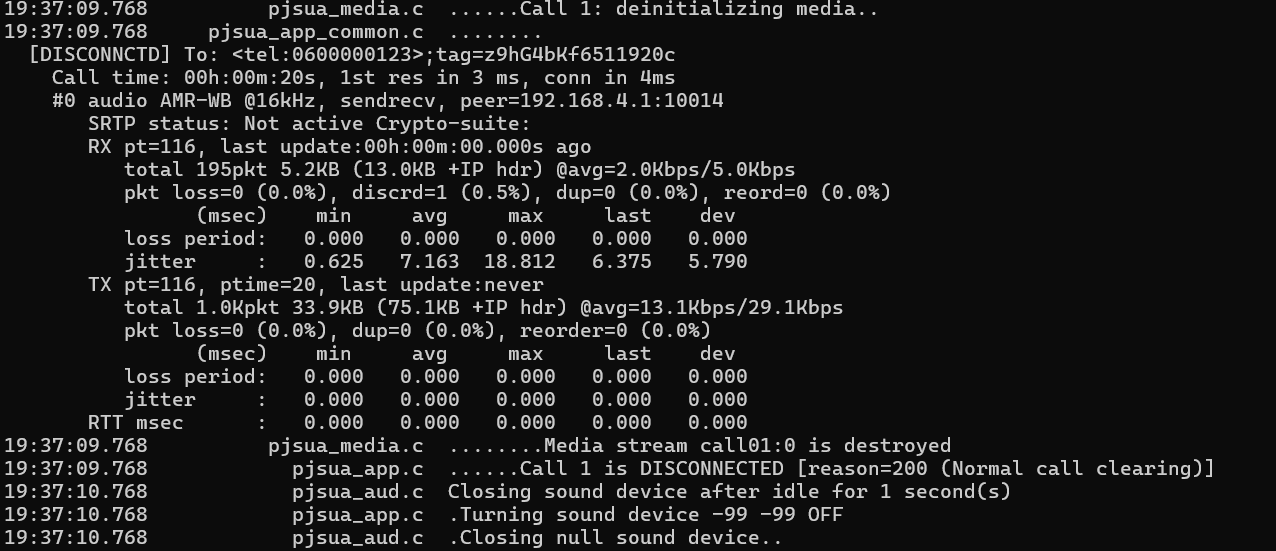 19:37:09.768          pjsua_media.c  ......Call 1: deinitializing media..
19:37:09.768     pjsua_app_common.c  ........
  [DISCONNCTD] To: <tel:0600000123>;tag=z9hG4bKf6511920c
    Call time: 00h:00m:20s, 1st res in 3 ms, conn in 4ms
    #0 audio AMR-WB @16kHz, sendrecv, peer=192.168.4.1:10014
       SRTP status: Not active Crypto-suite:
       RX pt=116, last update:00h:00m:00.000s ago
          total 195pkt 5.2KB (13.0KB +IP hdr) @avg=2.0Kbps/5.0Kbps
          pkt loss=0 (0.0%), discrd=1 (0.5%), dup=0 (0.0%), reord=0 (0.0%)
                (msec)    min     avg     max     last    dev
          loss period:   0.000   0.000  0.000   0.000   0.000
          jitter     :   0.625   7.163  18.812   6.375   5.790
       TX pt=116, ptime=20, last update:never
          total 1.0Kpkt 33.9KB (75.1KB +IP hdr) @avg=13.1Kbps/29.1Kbps
          pkt loss=0 (0.0%), dup=0 (0.0%), reorder=0 (0.0%)
                (msec)    min     avg     max     last    dev
          loss period:   0.000   0.000  0.000   0.000   0.000
          jitter     :   0.000   0.000  0.000   0.000   0.000
       RTT msec      :   0.000   0.000  0.000   0.000   0.000
19:37:09.768          pjsua_media.c  ........Media stream call01:0 is destroyed
19:37:09.768            pjsua_app.c  ......Call 1 is DISCONNECTED [reason=200 (Normal call clearing)]
19:37:10.768            pjsua_aud.c  Closing sound device after idle for 1 second(s)
19:37:10.768            pjsua_app.c  .Turning sound device -99 -99 OFF
19:37:10.768            pjsua_aud.c  .Closing null sound device..